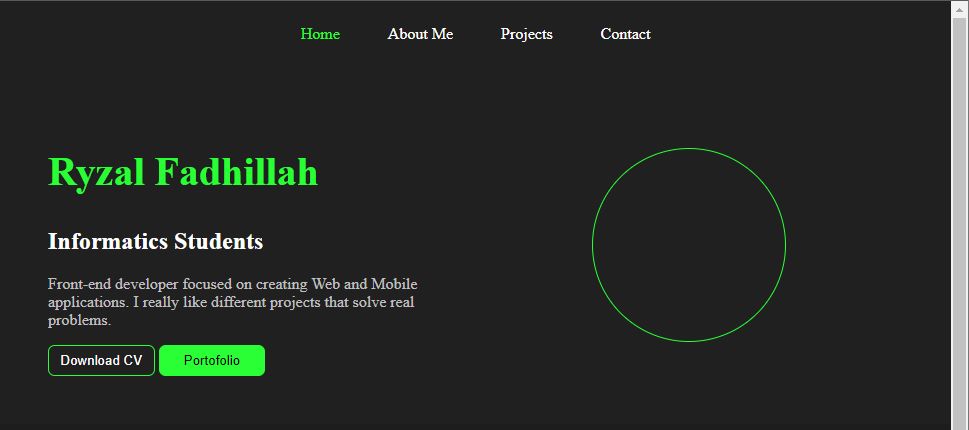 Home About Me Projects Contact
Ryzal Fadhillah
Informatics Students
Front-end developer focused on creating Web and Mobile
applications. I really like different projects that solve real
problems.
Download CV Portofolio